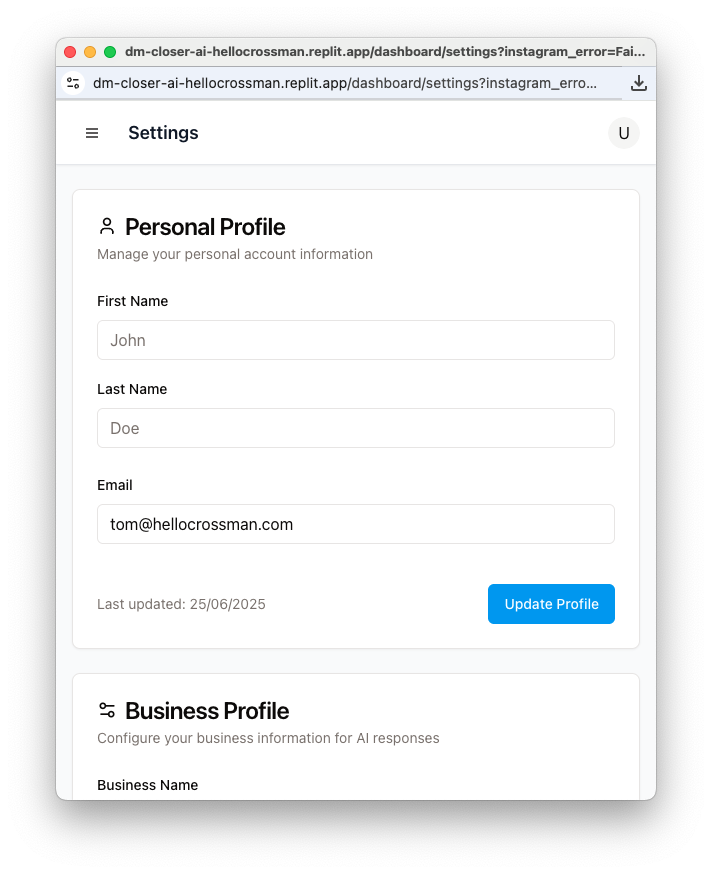 dm-closer-ai-hellocrossman.replit.app/dashboard/settings?instagram_error=Fai...
dm-closer-ai-hellocrossman.replit.app/dashboard/settings?instagram_erro...
Settings
U
Personal Profile
Manage your personal account information
First Name
John
Last Name
Doe
Email
tom@hellocrossman.com
Last updated: 25/06/2025
Update Profile
Business Profile
Configure your business information for AI responses
Business Name